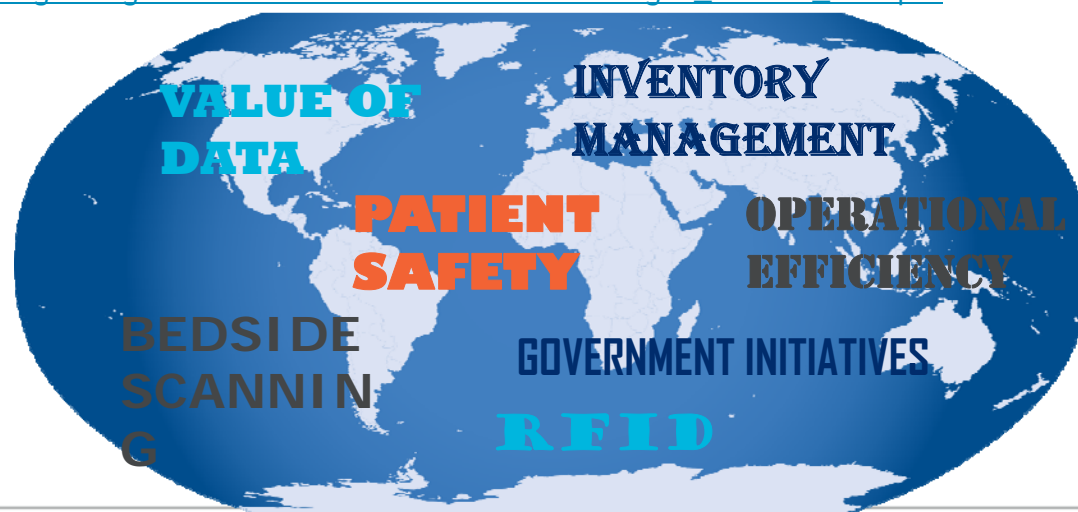 VALUE OF
DATA
INVENTORY
MANAGEMENT
PATIENT
SAFETY
OPERATIONAL
EFFICIENCY
BEDSIDE
SCANNIN
G
GOVERNMENT INITIATIVES
RFID